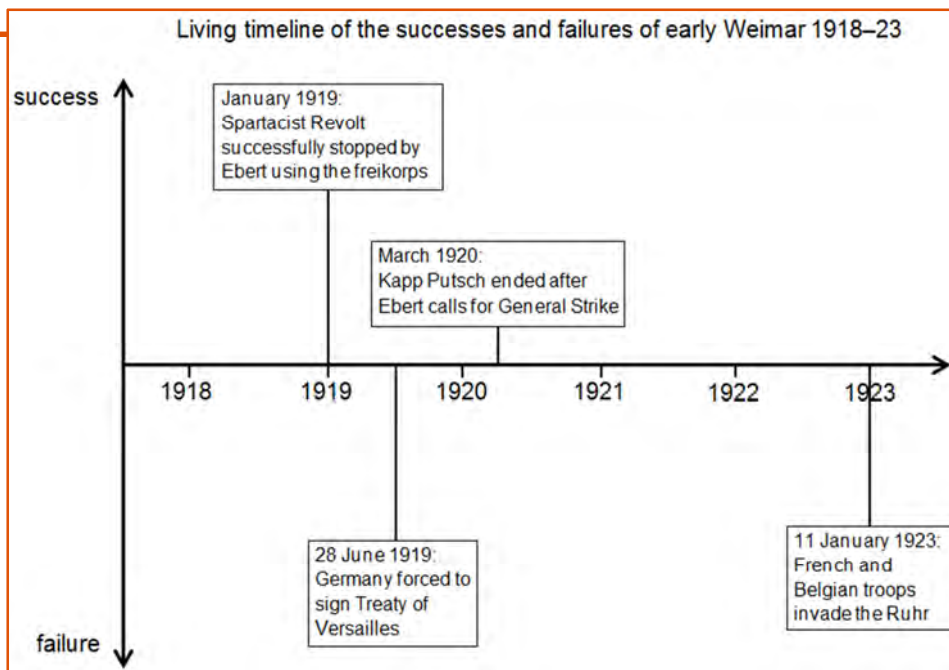 Living timeline of the successes and failures of early Weimar 1918–23
success
January 1919:
Spartacist Revolt
successfully stopped by
Ebert using the freikorps
March 1920:
Kapp Putsch ended after
Ebert calls for General Strike
1918
1919
1920
1921
1922
1923
28 June 1919:
Germany forced to
sign Treaty of
Versailles
11 January 1923:
French and
Belgian troops
invade the Ruhr
failure